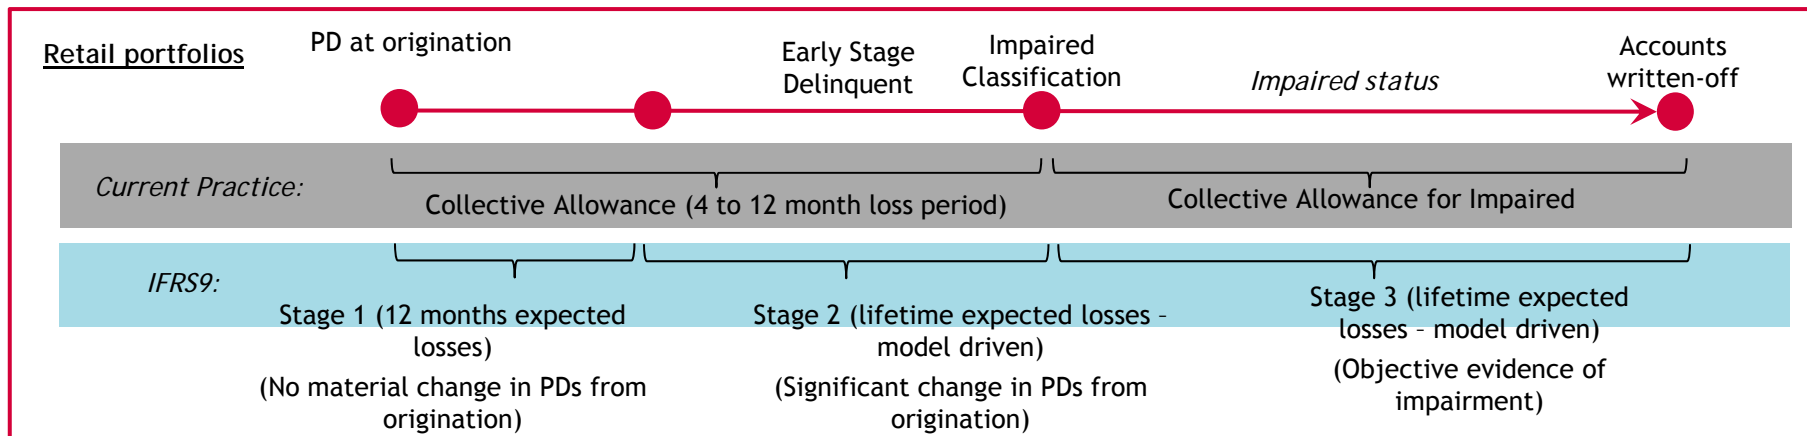 Retail portfolios
PD at origination
Early Stage
Delinquent
Impaired
Classification
Impaired status
Accounts
written-off
Current Practice:
Collective Allowance (4 to 12 month loss period)
Collective Allowance for Impaired
IFRS9:
Stage 1 (12 months expected
losses)
(No material change in PDs from
origination)
Stage 2 (lifetime expected losses –
model driven)
(Significant change in PDs from
origination)
Stage 3 (lifetime expected
losses – model driven)
(Objective evidence of
impairment)